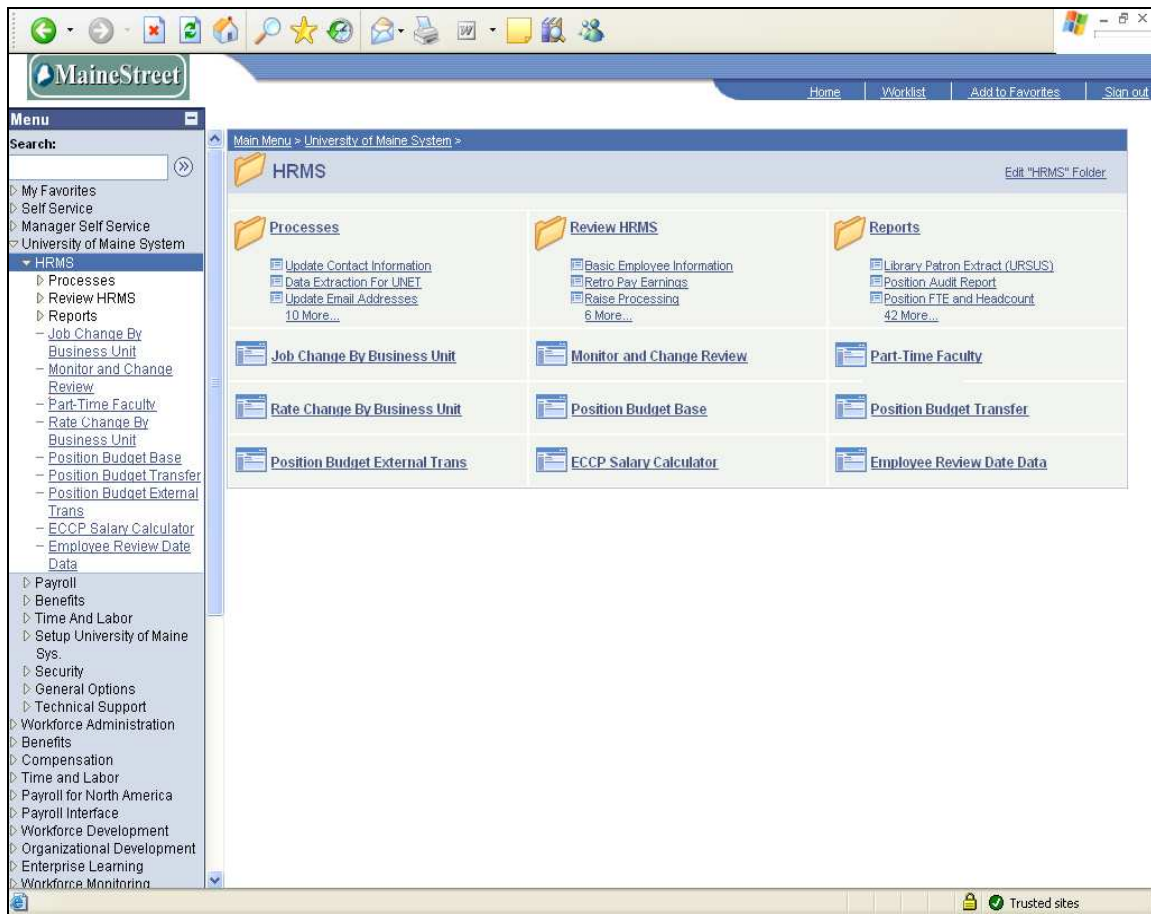 MaineStreet
Home
Worklist
Add to Favorites
Sign out
Menu
Search:
My Favorites
Self Service
Manager Self Service
University of Maine System
HRMS
Processes
Review HRMS
Reports
Job Change By
Business Unit
Monitor and Change
Review
Part-Time Faculty
Rate Change By
Business Unit
Position Budget Base
Position Budget Transfer
Position Budget External
Trans
ECCP Salary Calculator
Employee Review Date
Data
Payroll
Benefits
Time And Labor
Setup University of Maine
Sys.
Security
General Options
Technical Support
Workforce Administration
Benefits
Compensation
Time and Labor
Payroll for North America
Payroll Interface
Workforce Development
Organizational Development
Enterprise Learning
Workforce Monitoring
Main Menu > University of Maine System >
HRMS
Edit "HRMS" Folder
Processes
Update Contact Information
Data Extraction For UNET
Update Email Addresses
10 More...
Review HRMS
Basic Employee Information
Retro Pay Earnings
Raise Processing
6 More...
Reports
Library Patron Extract (URSUS)
Position Audit Report
Position FTE and Headcount
42 More...
Job Change By Business Unit
Monitor and Change Review
Part-Time Faculty
Rate Change By Business Unit
Position Budget Base
Position Budget Transfer
Position Budget External Trans
ECCP Salary Calculator
Employee Review Date Data
Trusted sites